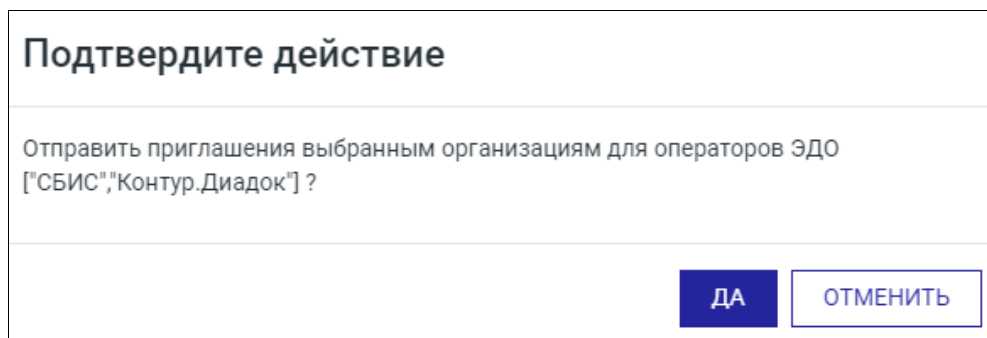 Подтвердите действие
Отправить приглашения выбранным организациям для операторов ЭДО
["СБИС","Контур.Диадок"] ?
ДА
ОТМЕНИТЬ